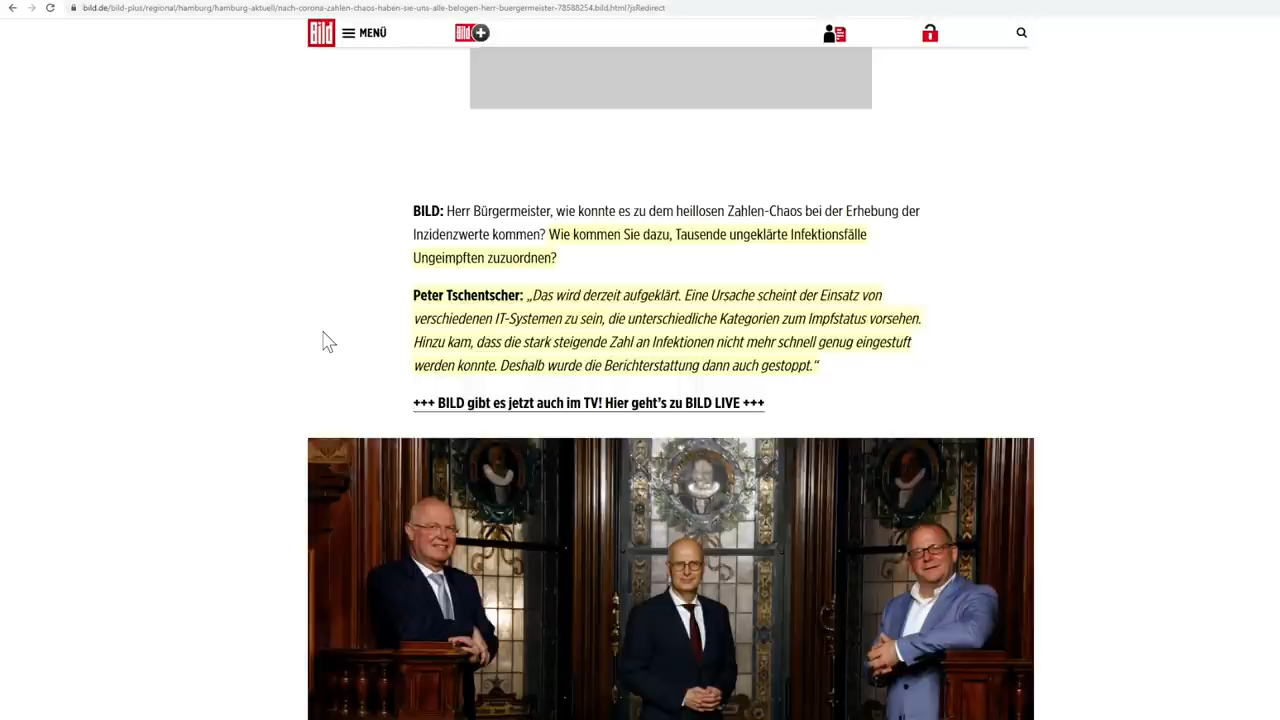 bild.de/bild-plus/regional/hamburg/hamburg-aktuell/nach-corona-zahlen-chaos-haben-sie-uns-alle-belogen-herr-buergermeister-78588254.bild.html?jsRedirect
Bild MENÜ Bild+
BILD: Herr Bürgermeister, wie konnte es zu dem heillosen Zahlen-Chaos bei der Erhebung der
Inzidenzwerte kommen? Wie kommen Sie dazu, Tausende ungeklärte Infektionsfälle
Ungeimpften zuzuordnen?
Peter Tschentscher: „Das wird derzeit aufgeklärt. Eine Ursache scheint der Einsatz von
verschiedenen IT-Systemen zu sein, die unterschiedliche Kategorien zum Impfstatus vorsehen.
Hinzu kam, dass die stark steigende Zahl an Infektionen nicht mehr schnell genug eingestuft
werden konnte. Deshalb wurde die Berichterstattung dann auch gestoppt.“
+++ BILD gibt es jetzt auch im TV! Hier geht’s zu BILD LIVE +++